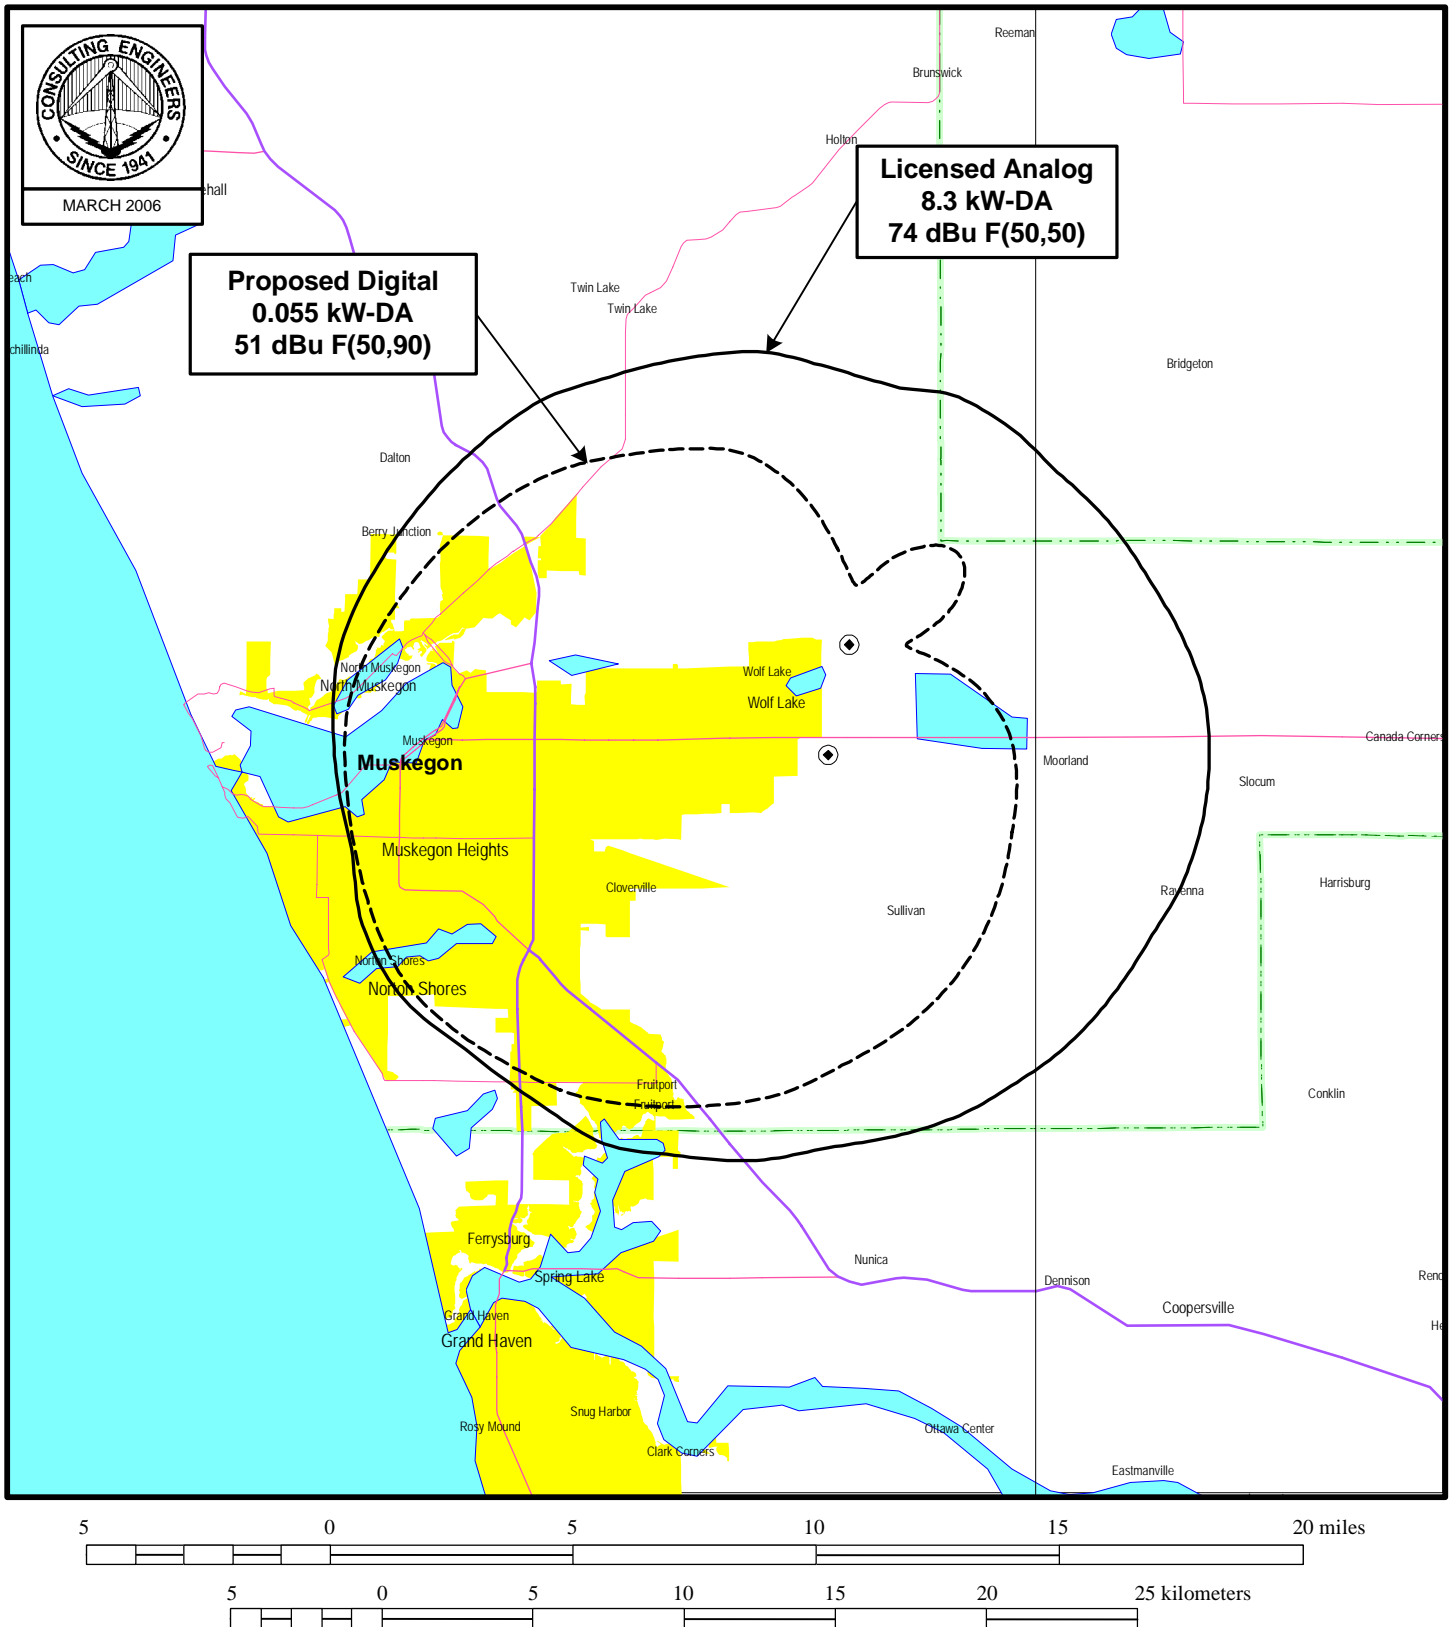 CONSULTING ENGINEERS
SINCE 1941
MARCH 2006
Reeman
Brunswick
Holton
Licensed Analog
8.3 kW-DA
74 dBu F(50,50)
ehall
Proposed Digital
0.055 kW-DA
51 dBu F(50,90)
each
Twin Lake
Twin Lake
chillinda
Bridgeton
Dalton
Berry Junction
North Muskegon
North Muskegon
Wolf Lake
Wolf Lake
Muskegon
Muskegon
Canada Corners
Moorland
Slocum
Muskegon Heights
Cloverville
Harrisburg
Ravenna
Sullivan
Norton Shores
Norton Shores
Fruitport
Fruitport
Conklin
Ferrysburg
Nunica
Spring Lake
Dennison
Reno
Coopersville
Grand Haven
Grand Haven
He
Snug Harbor
Rosy Mound
Ottawa Center
Clark Corners
Eastmanville
5 0 5 10 15 20 miles
5 0 5 10 15 20 25 kilometers